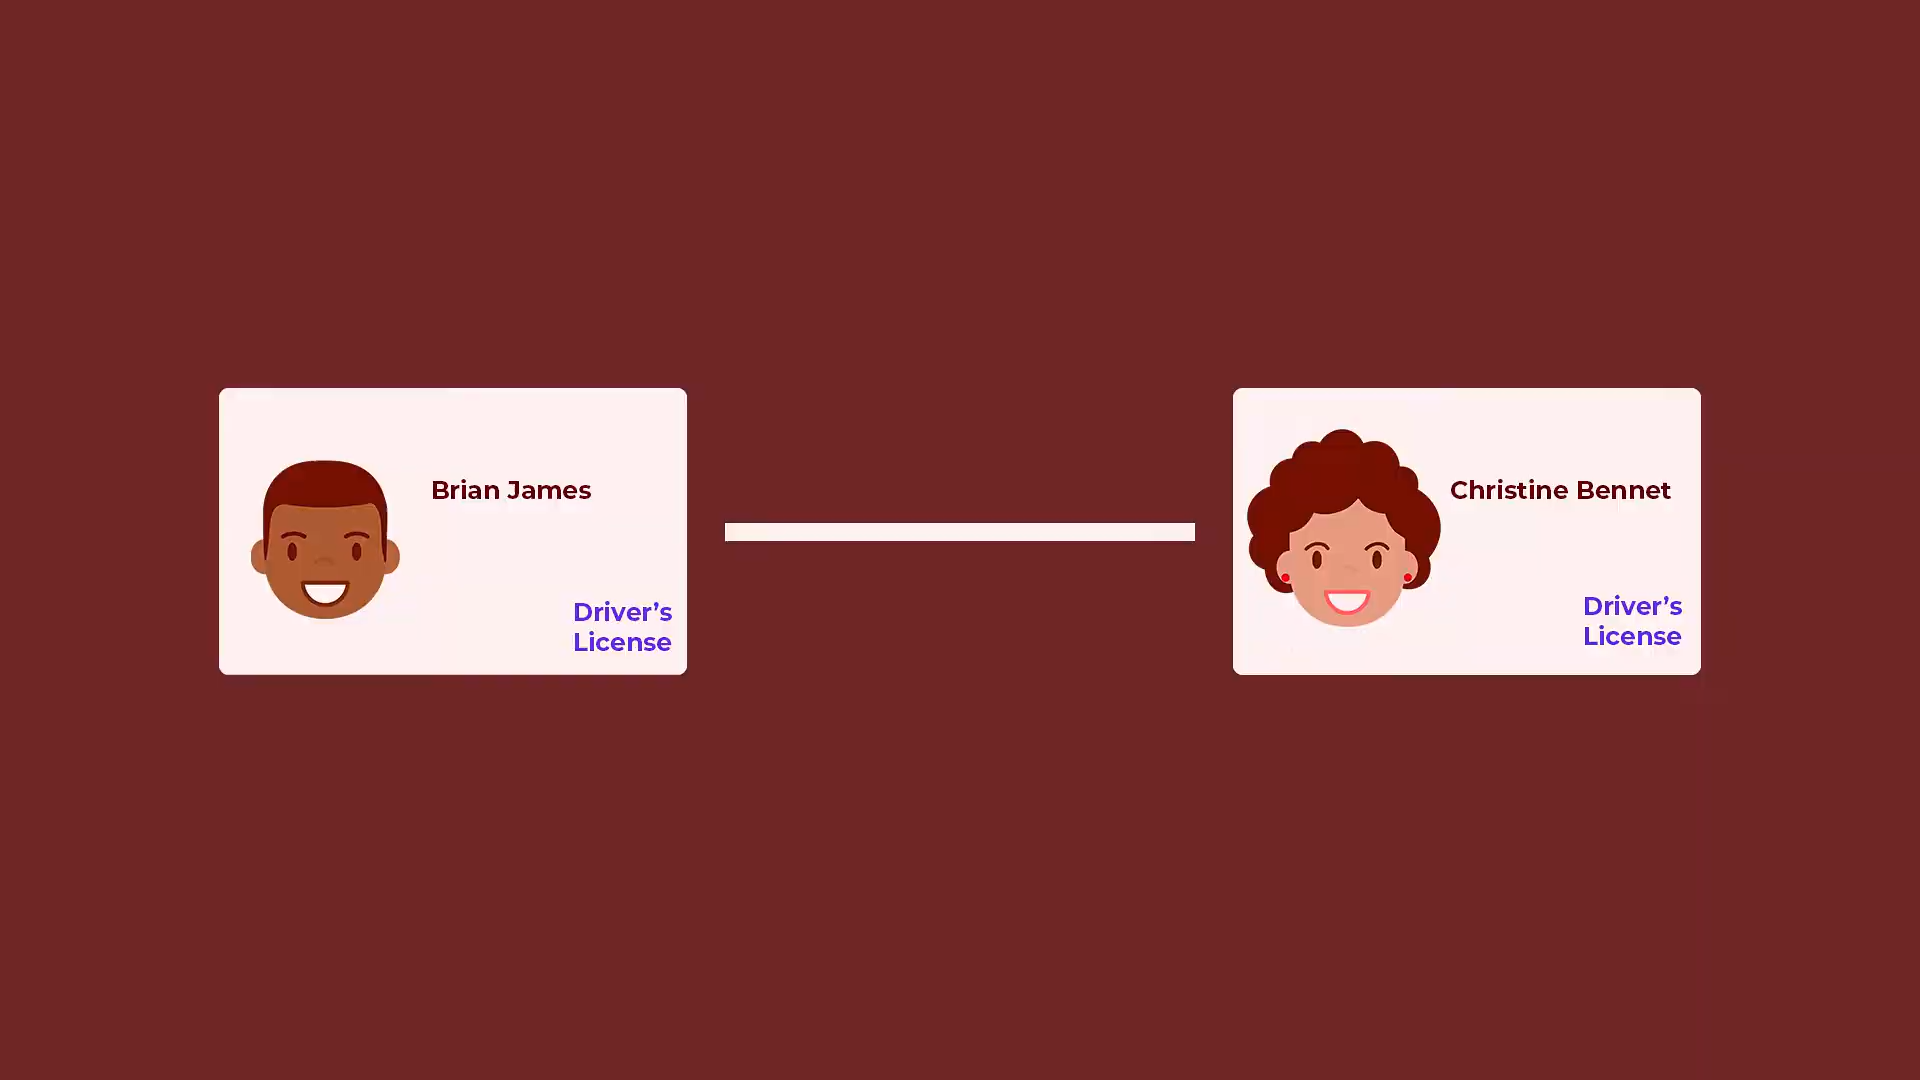 Brian James
Driver’s
License
Christine Bennet
Driver’s
License